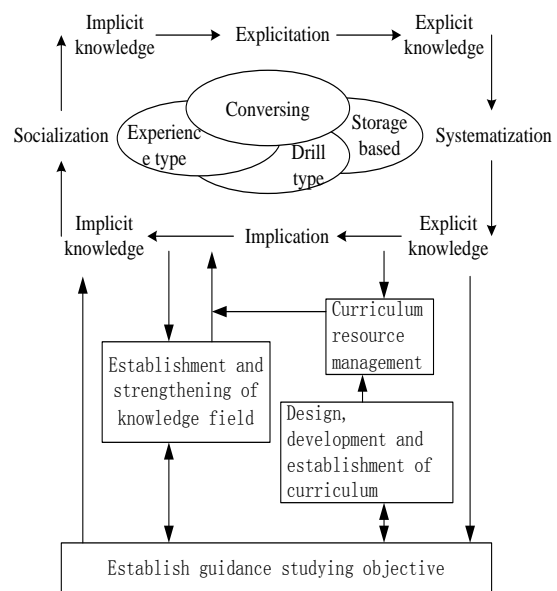 Implicit
knowledge
Explicitation
Explicit
knowledge
Conversing
Socialization
Experienc
e type
Drill
type
Storage
based
Systematization
Implicit
knowledge
Implication
Explicit
knowledge
Curriculum
resource
management
Establishment and
strengthening of
knowledge field
Design,
development and
establishment of
curriculum
Establish guidance studying objective